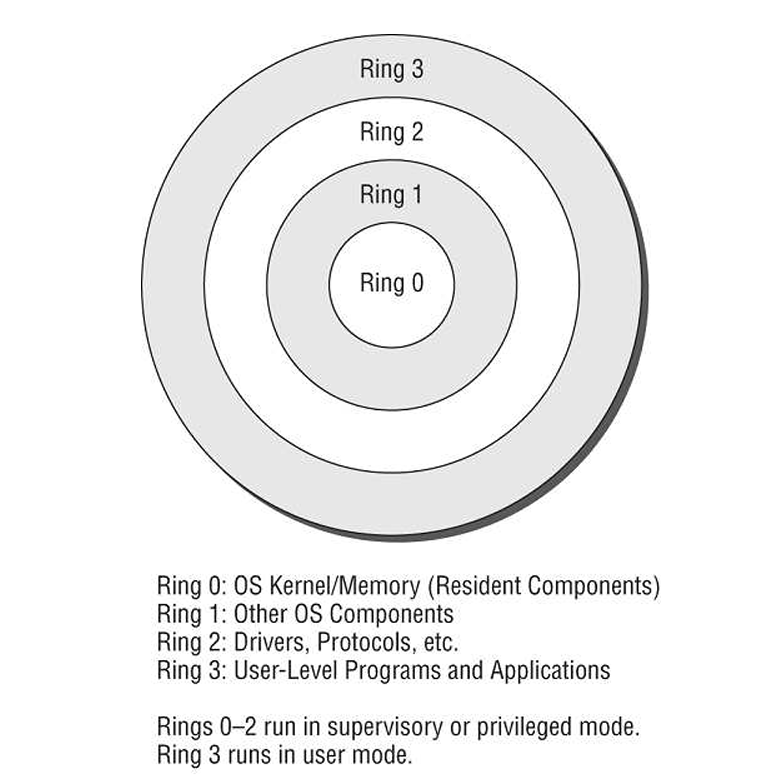 Ring 3
Ring 2
Ring 1
Ring 0
Ring 0: OS Kernel/Memory (Resident Components)
Ring 1: Other OS Components
Ring 2: Drivers, Protocols, etc.
Ring 3: User-Level Programs and Applications
Rings 0–2 run in supervisory or privileged mode.
Ring 3 runs in user mode.